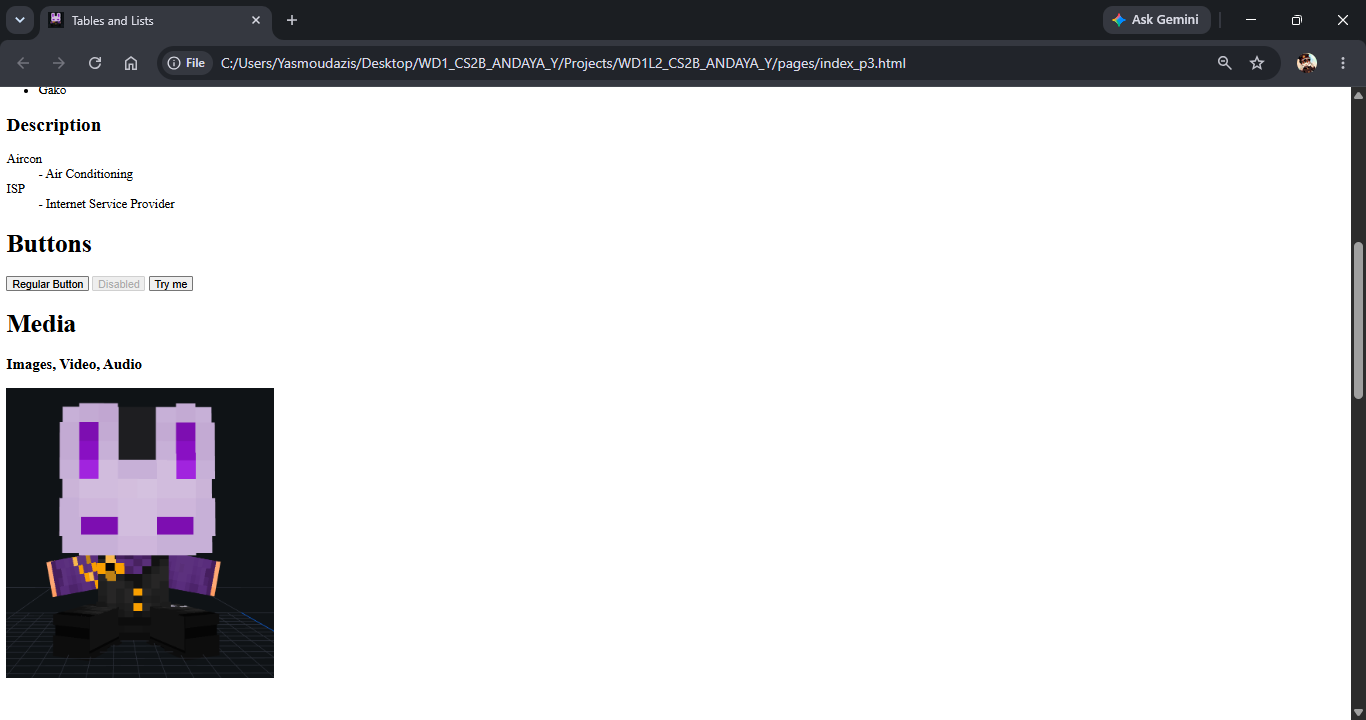 Tables and Lists
Ask Gemini
File
C:/Users/Yasmoudazis/Desktop/WD1_CS2B_ANDAYA_Y/Projects/WD1L2_CS2B_ANDAYA_Y/pages/index_p3.html
Gako
Description
Aircon
- Air Conditioning
ISP
- Internet Service Provider
Buttons
Regular Button Disabled Try me
Media
Images, Video, Audio